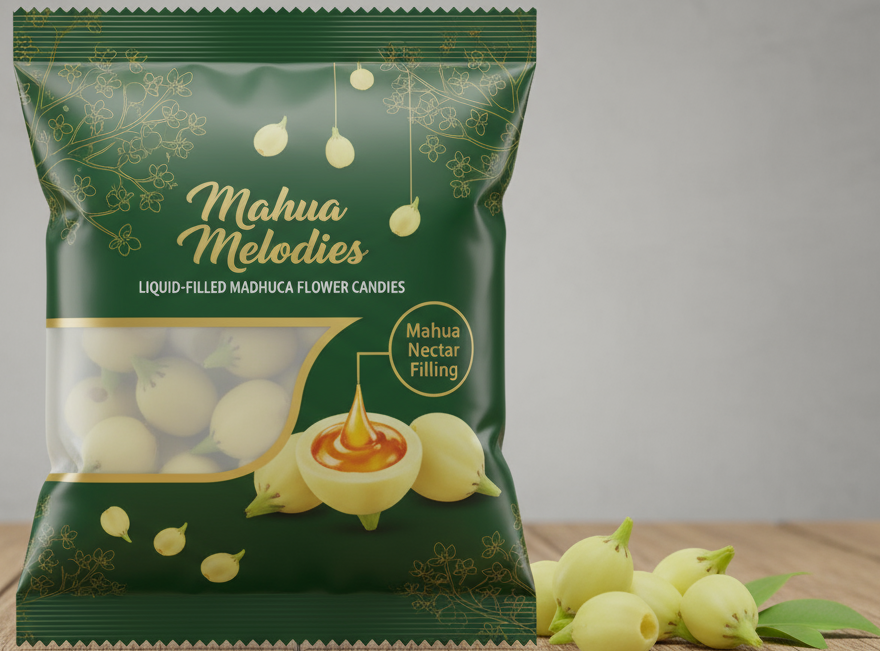 Mahua
Melodies
LIQUID-FILLED MADHUCA FLOWER CANDIES
Mahua
Nectar
Filling